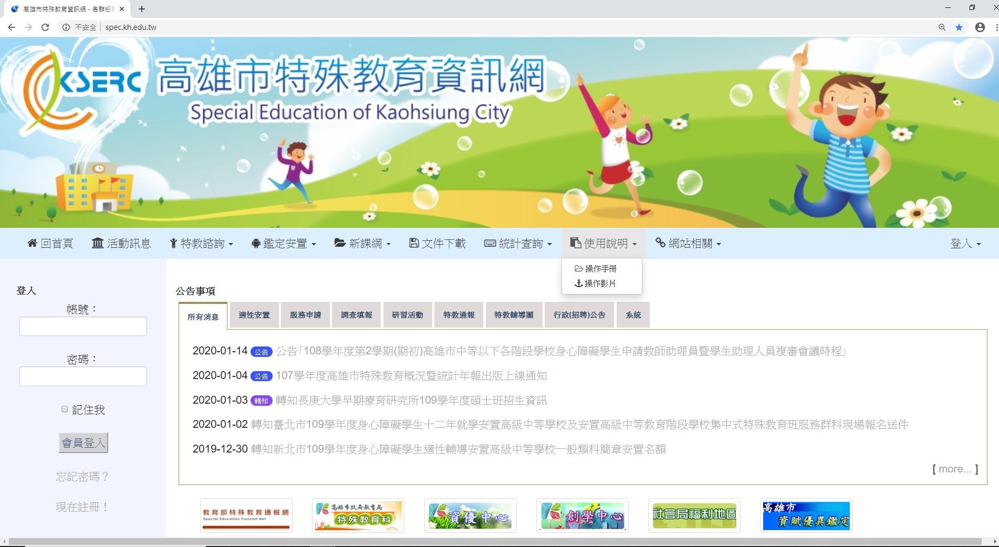 高雄市特殊教育資訊網 - 各群組
不安全 spec.kh.edu.tw
KSERC 高雄市特殊教育資訊網
Special Education of Kaohsiung City
回首頁 活動訊息 特教諮詢 鑑定安置 新課綱 文件下載 統計查詢 使用說明 網站相關 登入
操作手冊
操作影片
登入
帳號：
密碼：
記住我
會員登入
忘記密碼？
現在註冊！
公告事項
所有消息 適性安置 服務申請 調查填報 研習活動 特教通報 特教輔導團 行政(招聘)公告 系統
2020-01-14 公告 公告「108學年度第2學期(期初)高雄市中等以下各階段學校身心障礙學生申請教師助理員暨學生助理人員複審會議時程」
2020-01-04 公告 107學年度高雄市特殊教育概況暨統計年報出版上線通知
2020-01-03 轉知 轉知長庚大學早期療育研究所109學年度碩士班招生資訊
2020-01-02 轉知臺北市109學年度身心障礙學生十二年就學安置高級中等學校及安置高級中等教育階段學校集中式特殊教育班服務群科現場報名送件
2019-12-30 轉知新北市109學年度身心障礙學生適性輔導安置高級中等學校一般類科簡章安置名額
[ more... ]
教育部特殊教育通報網
Special Education Transmit Net
高雄市政府教育局
特殊教育科
資優中心
創學中心
社會局福利地圖
高雄市
資賦優異鑑定